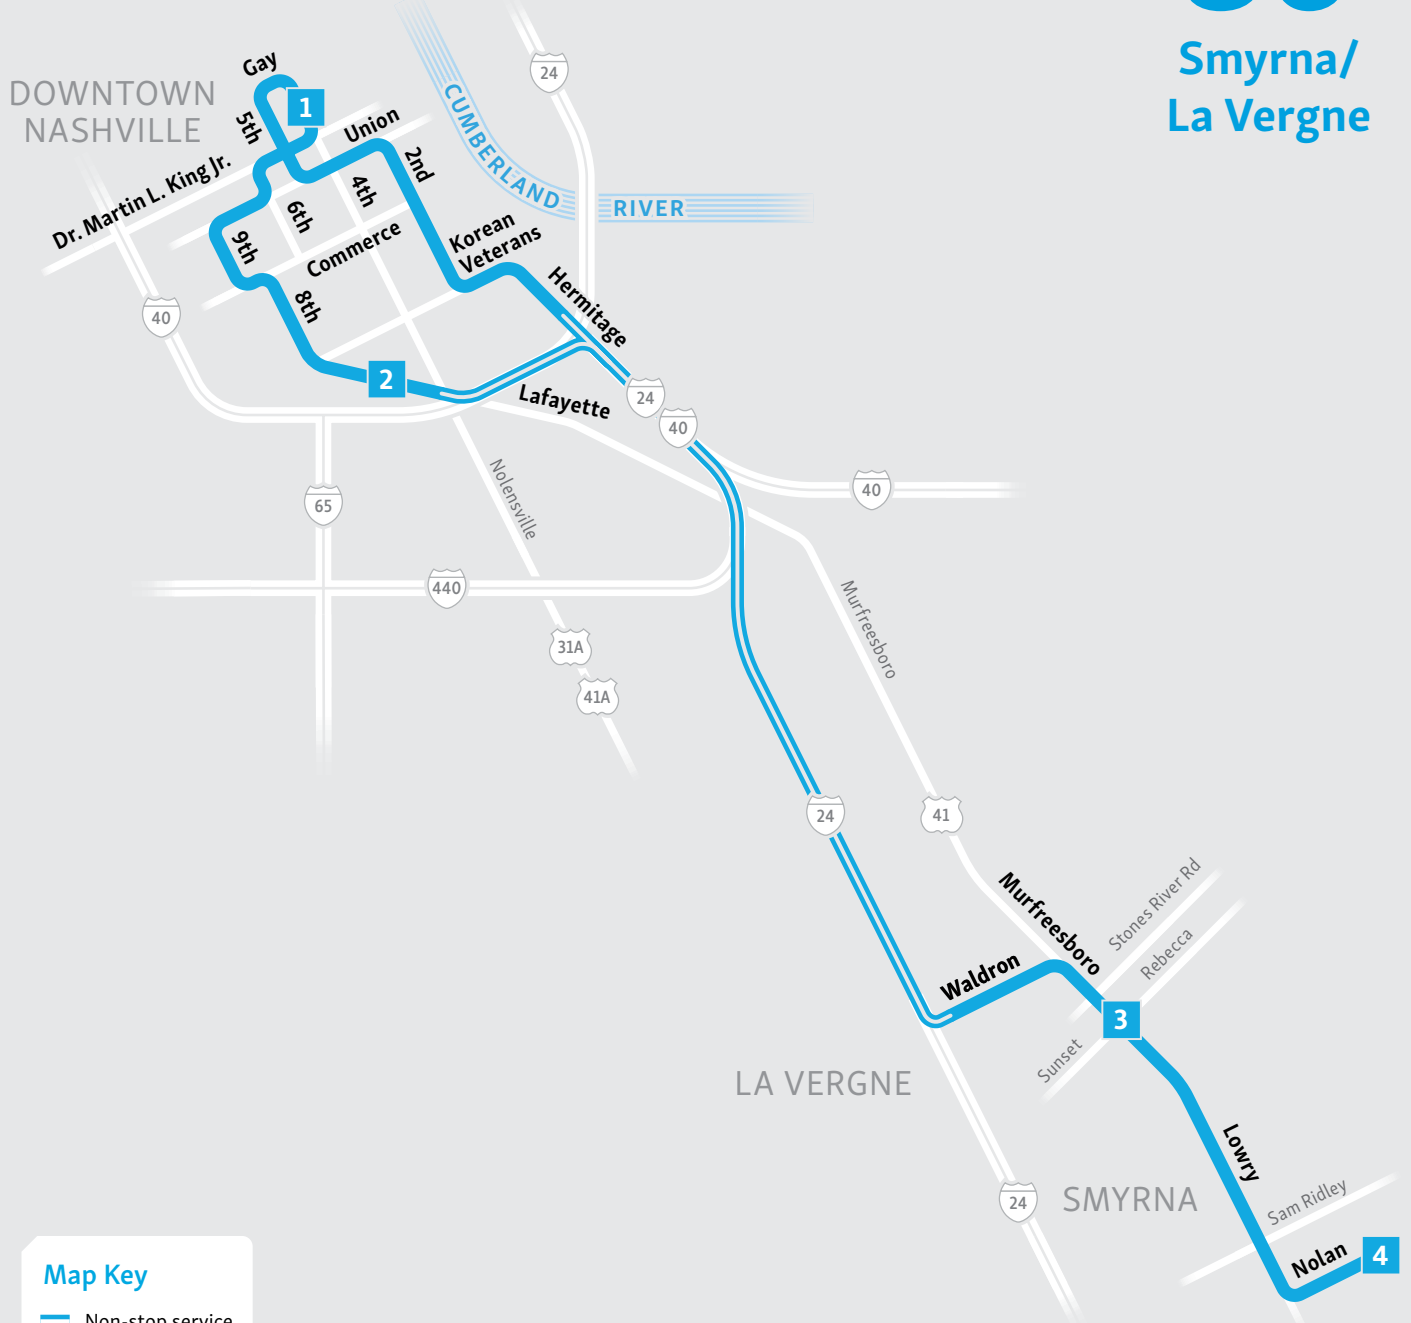 Smyrna/
La Vergne
DOWNTOWN
NASHVILLE
Gay
1
5th
Union
2nd
4th
6th
9th
8th
Dr. Martin L. King Jr.
Commerce
Korean
Veterans
Hermitage
CUMBERLAND
RIVER
24
40
2
Lafayette
24
40
40
65
Nolensville
440
31A
41A
Murfreesboro
24
41
Murfreesboro
Stones River Rd
Rebecca
Waldron
3
Sunset
LA VERGNE
Lowry
SMYRNA
24
Sam Ridley
Nolan
4
Map Key
Non-stop service